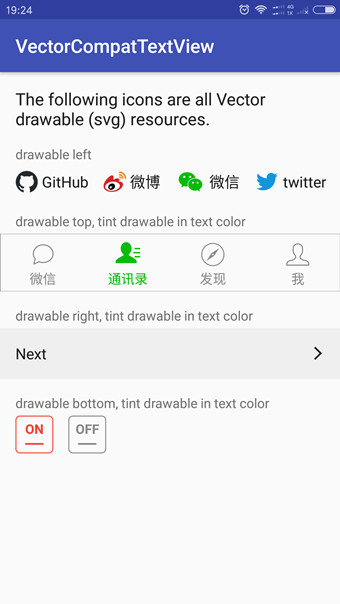 19:24
4G
1X
VectorCompatTextView
The following icons are all Vector
drawable (svg) resources.
drawable left
GitHub 微博 微信 twitter
drawable top, tint drawable in text color
微信 通讯录 发现 我
drawable right, tint drawable in text color
Next
drawable bottom, tint drawable in text color
ON OFF